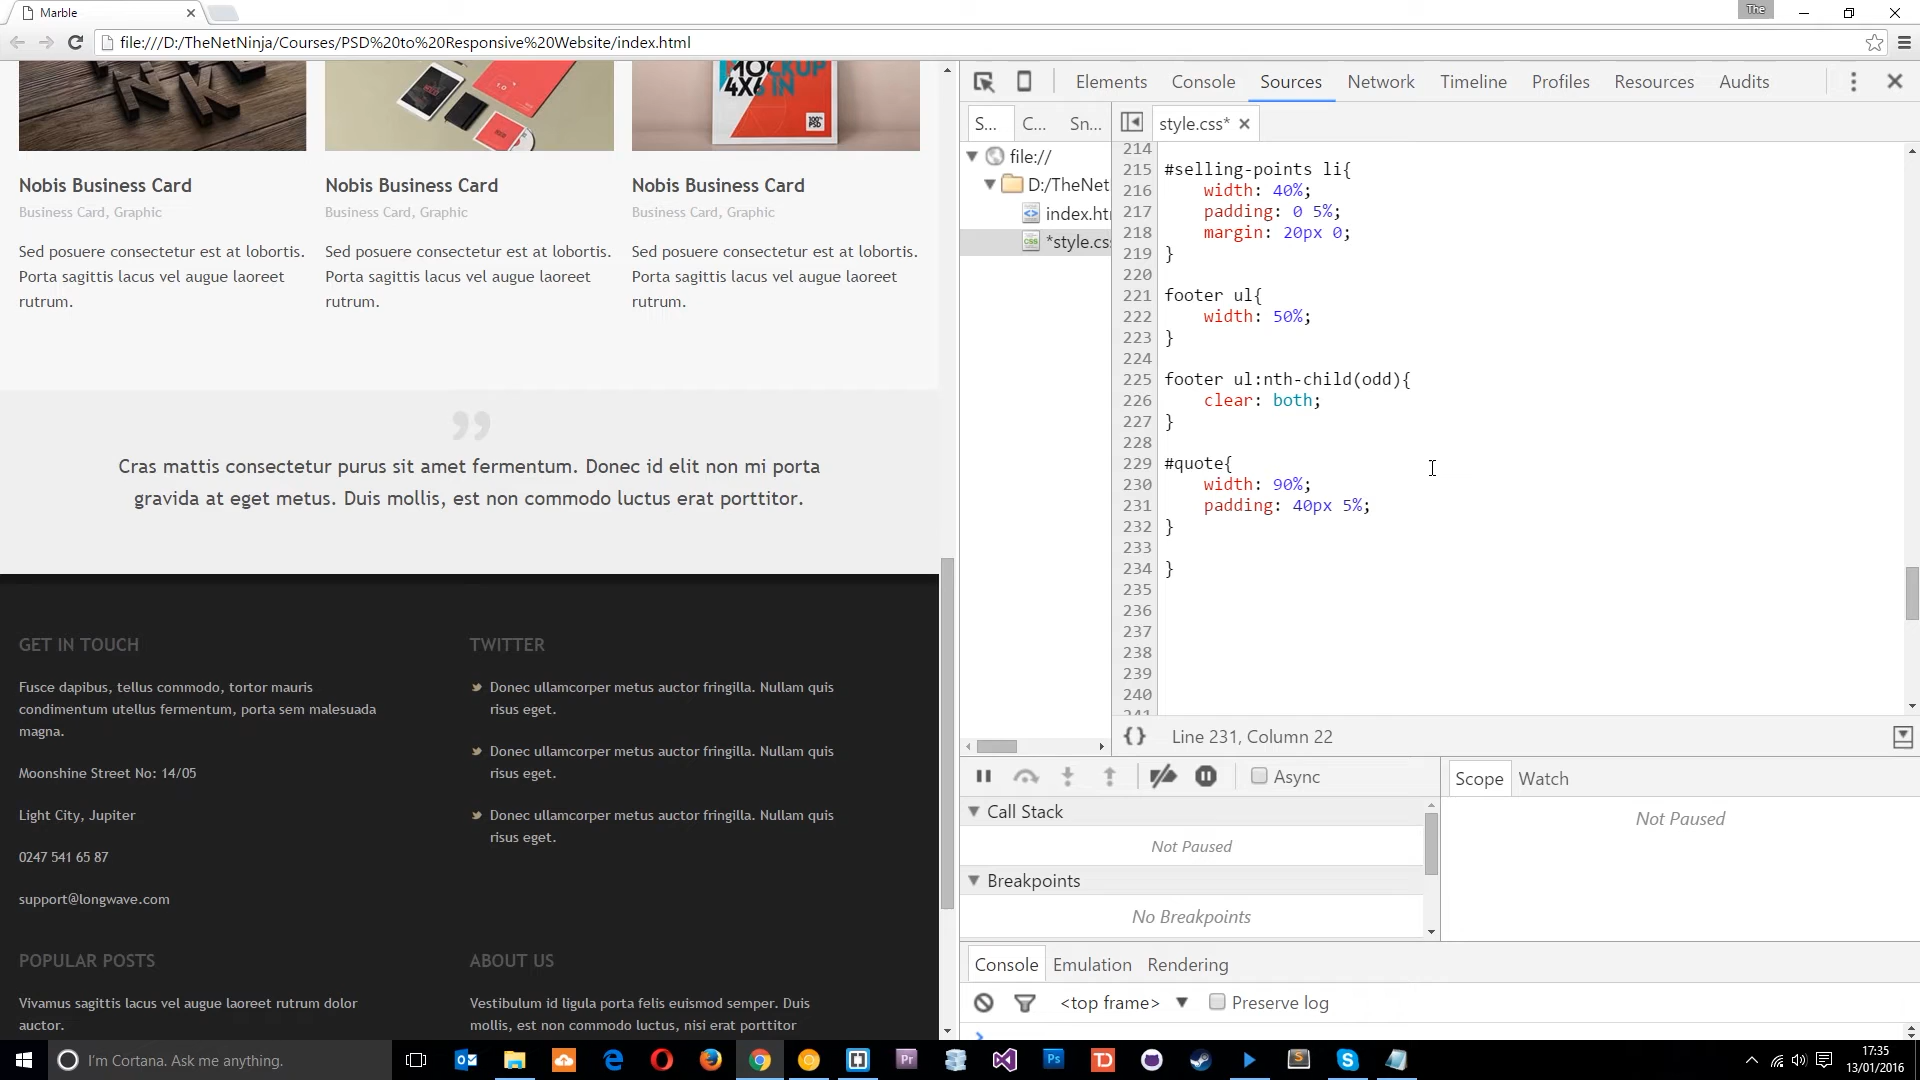 Marble
The
file:///D:/TheNetNinja/Courses/PSD%20to%20Responsive%20Website/index.html
MOCKUP
4X6 IN
100%
PSD
1.0
Nobis Business Card
Business Card, Graphic
Sed posuere consectetur est at lobortis.
Porta sagittis lacus vel augue laoreet
rutrum.
Nobis Business Card
Business Card, Graphic
Sed posuere consectetur est at lobortis.
Porta sagittis lacus vel augue laoreet
rutrum.
Nobis Business Card
Business Card, Graphic
Sed posuere consectetur est at lobortis.
Porta sagittis lacus vel augue laoreet
rutrum.
”
Cras mattis consectetur purus sit amet fermentum. Donec id elit non mi porta
gravida at eget metus. Duis mollis, est non commodo luctus erat porttitor.
GET IN TOUCH
Fusce dapibus, tellus commodo, tortor mauris
condimentum utellus fermentum, porta sem malesuada
magna.
Moonshine Street No: 14/05
Light City, Jupiter
0247 541 65 87
support@longwave.com
TWITTER
Donec ullamcorper metus auctor fringilla. Nullam quis
risus eget.
Donec ullamcorper metus auctor fringilla. Nullam quis
risus eget.
Donec ullamcorper metus auctor fringilla. Nullam quis
risus eget.
POPULAR POSTS
Vivamus sagittis lacus vel augue laoreet rutrum dolor
auctor.
ABOUT US
Vestibulum id ligula porta felis euismod semper. Duis
mollis, est non commodo luctus, nisi erat porttitor
Elements Console Sources Network Timeline Profiles Resources Audits
S... C... Sn...
style.css*
file://
D:/TheNet
index.ht
*style.cs
214
215 #selling-points li{
216 width: 40%;
217 padding: 0 5%;
218 margin: 20px 0;
219 }
220
221 footer ul{
222 width: 50%;
223 }
224
225 footer ul:nth-child(odd){
226 clear: both;
227 }
228
229 #quote{
230 width: 90%;
231 padding: 40px 5%;
232 }
233
234 }
235
236
237
238
239
240
241
{} Line 231, Column 22
Async
Call Stack
Not Paused
Breakpoints
No Breakpoints
Scope Watch
Not Paused
Console Emulation Rendering
<top frame> Preserve log
I'm Cortana. Ask me anything.
17:35
13/01/2016